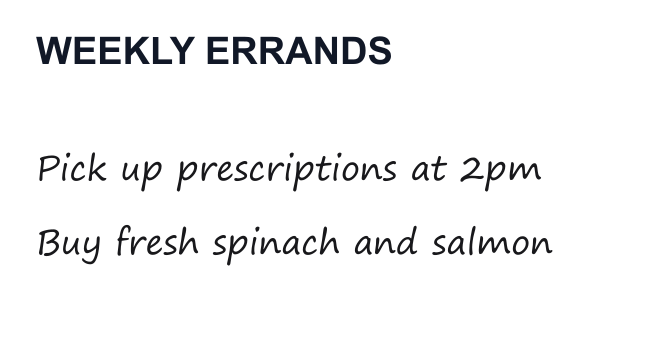 WEEKLY ERRANDS
Pick up prescriptions at 2pm
Buy fresh spinach and salmon